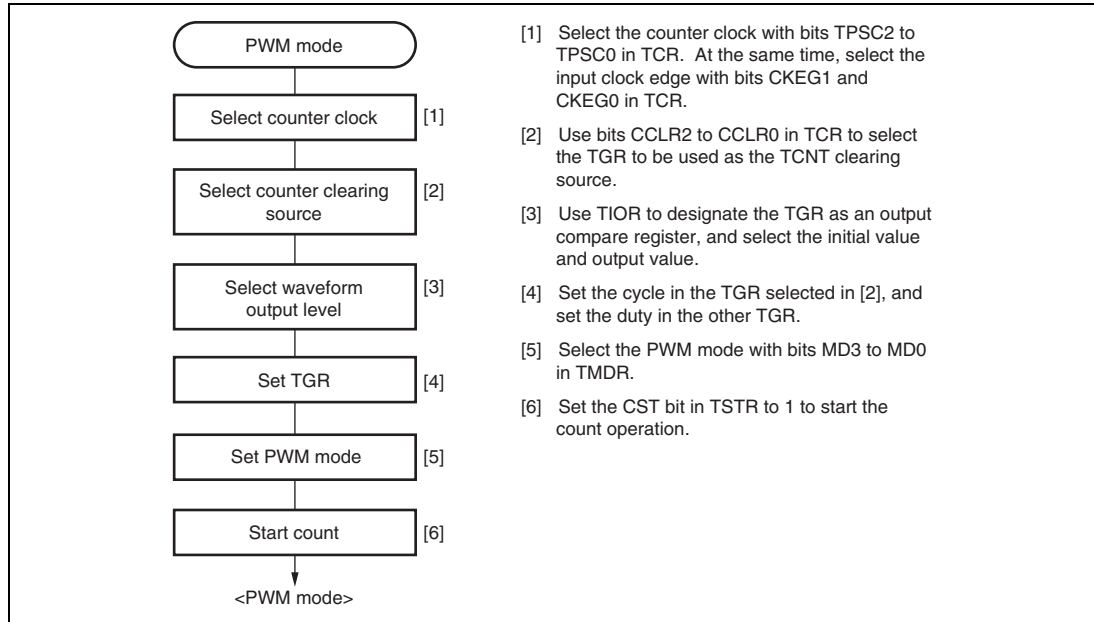 PWM mode
Select counter clock
[1]
Select counter clearing
source
[2]
Select waveform
output level
[3]
Set TGR
[4]
Set PWM mode
[5]
Start count
[6]
<PWM mode>
[1] Select the counter clock with bits TPSC2 to
TPSC0 in TCR. At the same time, select the
input clock edge with bits CKEG1 and
CKEG0 in TCR.
[2] Use bits CCLR2 to CCLR0 in TCR to select
the TGR to be used as the TCNT clearing
source.
[3] Use TIOR to designate the TGR as an output
compare register, and select the initial value
and output value.
[4] Set the cycle in the TGR selected in [2], and
set the duty in the other TGR.
[5] Select the PWM mode with bits MD3 to MD0
in TMDR.
[6] Set the CST bit in TSTR to 1 to start the
count operation.